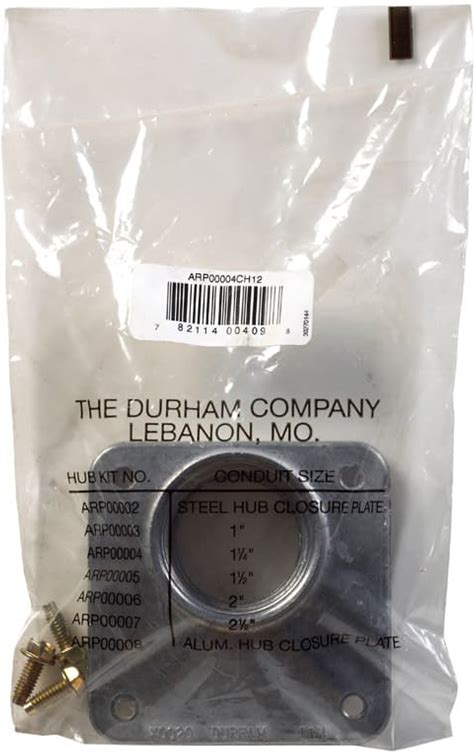 ARP00004CH12
7 82114 00409 8
30270144
THE DURHAM COMPANY
LEBANON, MO.
HUB KIT NO. CONDUIT SIZE
ARP00002 STEEL HUB CLOSURE PLATE
ARP00003 1"
ARP00004 1¼"
ARP00005 1½"
ARP00006 2"
ARP00007 2½"
ARP00008 ALUM. HUB CLOSURE PLATE
DURHAM